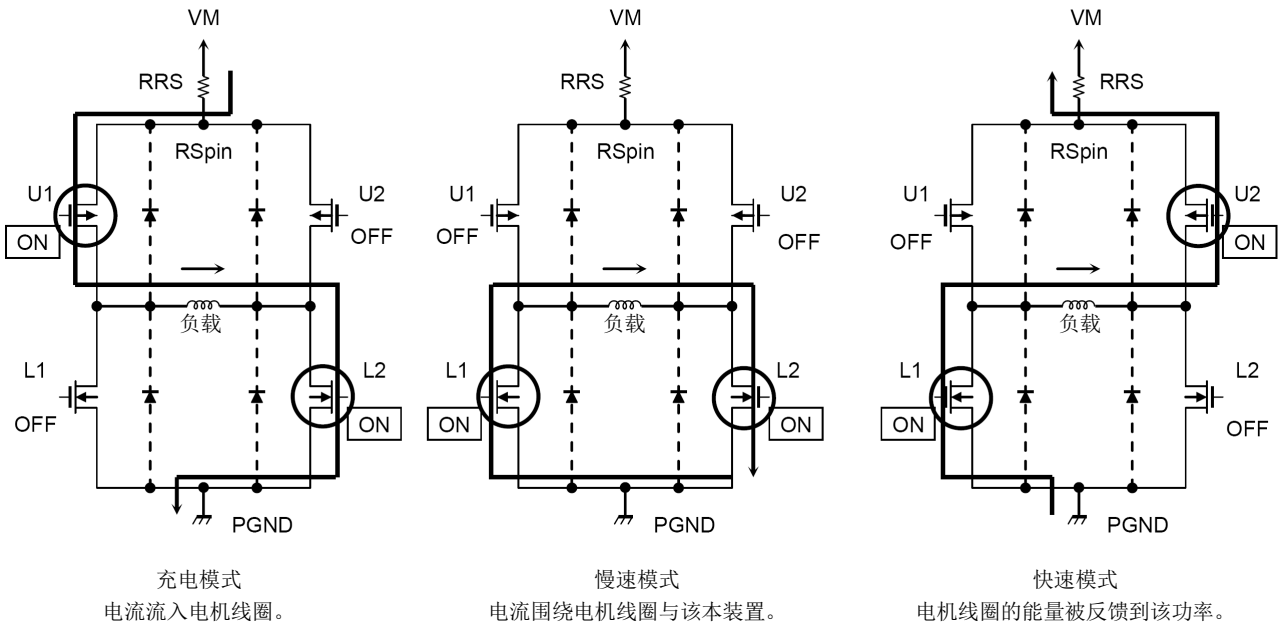 VM
RRS
RSpin
U1
U2
ON
OFF
负载
L1
L2
OFF
ON
PGND
充电模式
电流流入电机线圈。
VM
RRS
RSpin
U1
U2
OFF
OFF
负载
L1
L2
ON
ON
PGND
慢速模式
电流围绕电机线圈与该本装置。
VM
RRS
RSpin
U1
U2
OFF
ON
负载
L1
L2
ON
OFF
PGND
快速模式
电机线圈的能量被反馈到该功率。